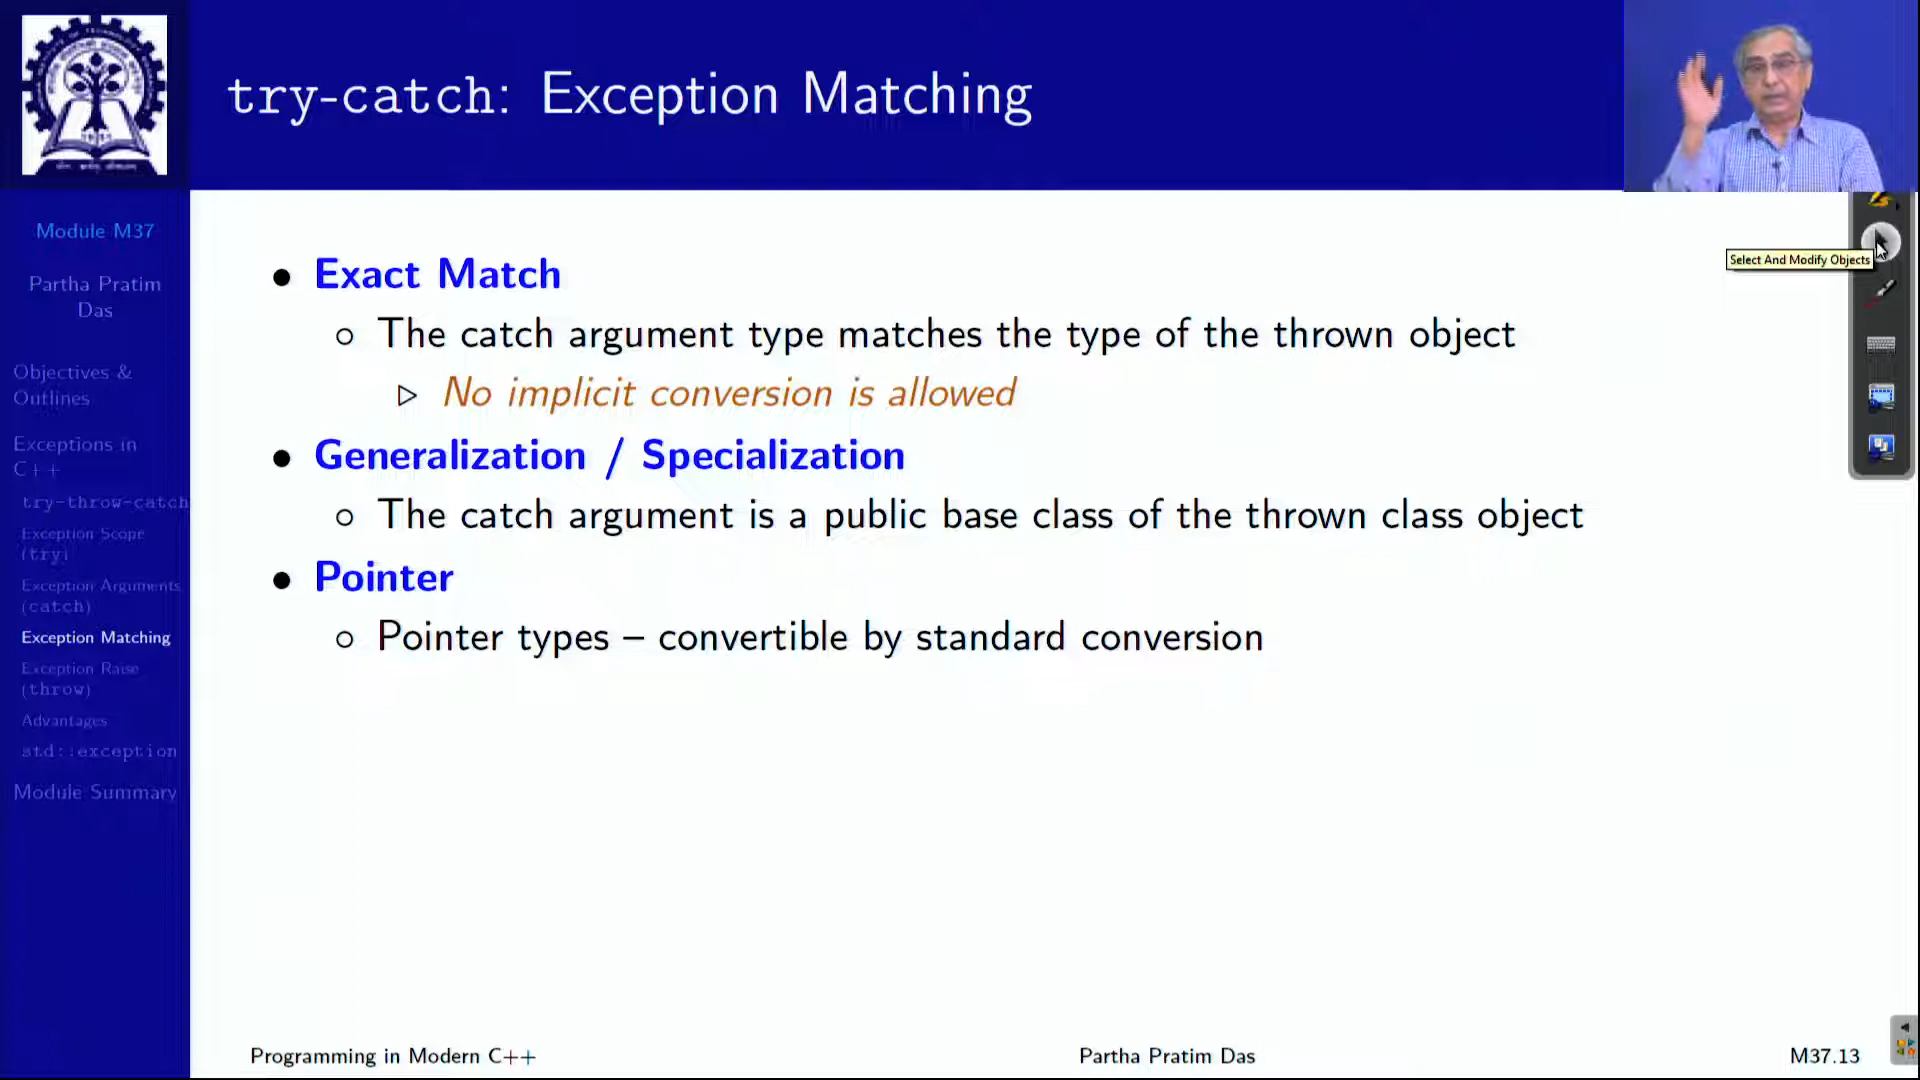 try-catch: Exception Matching
Module M37
Partha Pratim
Das
Objectives &
Outlines
Exceptions in
C++
try-throw-catch
Exception Scope
(try)
Exception Arguments
(catch)
Exception Matching
Exception Raise
(throw)
Advantages
std::exception
Module Summary
• Exact Match
○ The catch argument type matches the type of the thrown object
▷ No implicit conversion is allowed
• Generalization / Specialization
○ The catch argument is a public base class of the thrown class object
• Pointer
○ Pointer types – convertible by standard conversion
Select And Modify Objects
Programming in Modern C++
Partha Pratim Das
M37.13